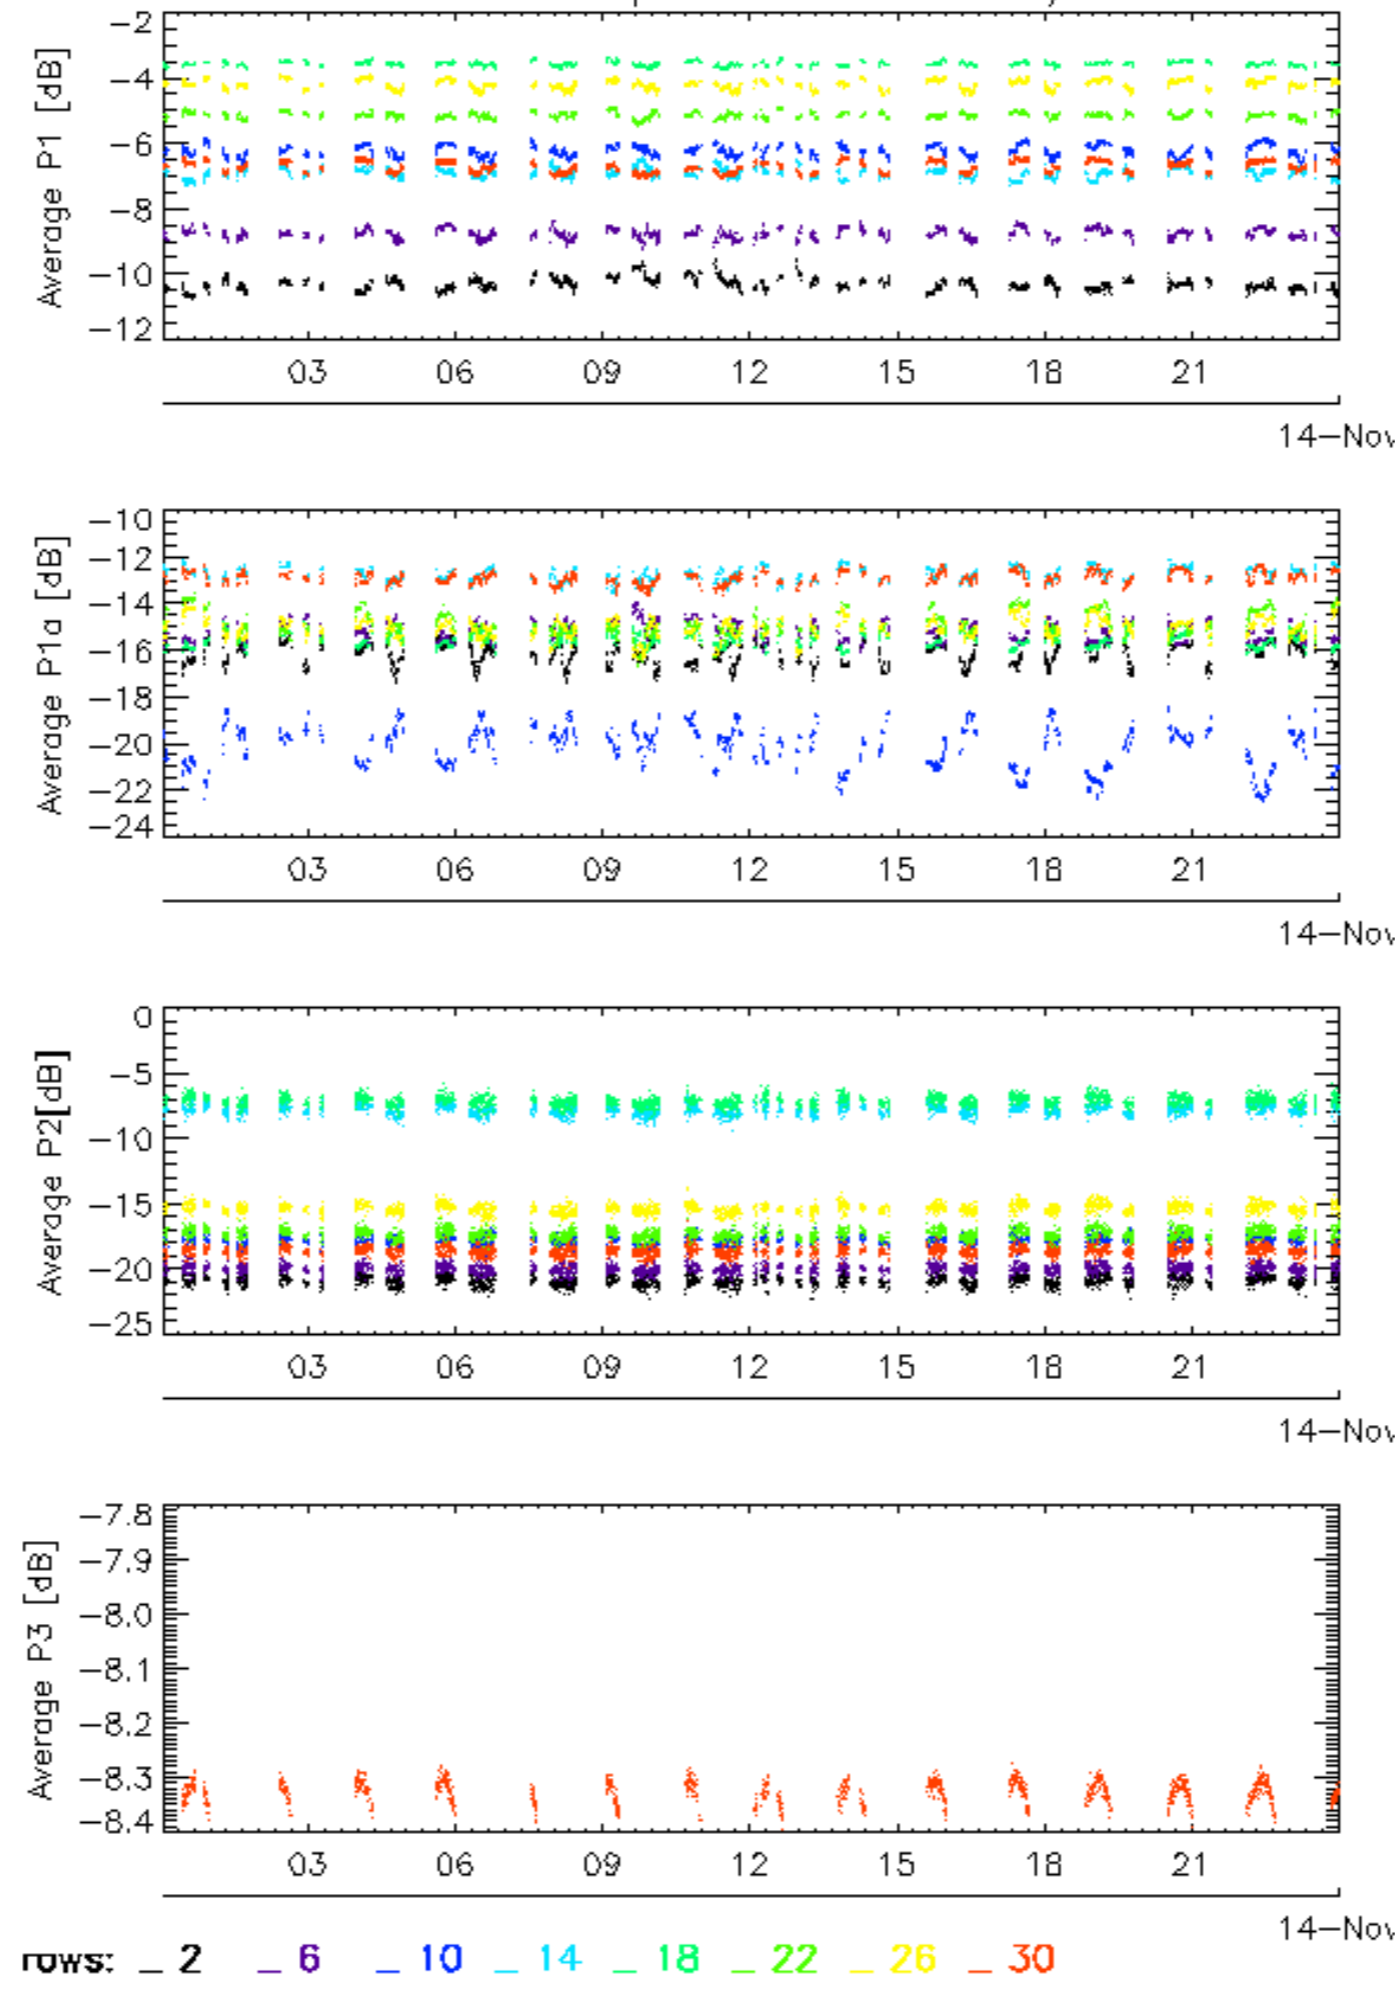 Average P1 [dB]
−2
−4
−6
−8
−10
−12
03 06 09 12 15 18 21
14−Nov
Average P1a [dB]
−10
−12
−14
−16
−18
−20
−22
−24
03 06 09 12 15 18 21
14−Nov
Average P2[dB]
0
−5
−10
−15
−20
−25
03 06 09 12 15 18 21
14−Nov
Average P3 [dB]
−7.8
−7.9
−8.0
−8.1
−8.2
−8.3
−8.4
03 06 09 12 15 18 21
14−Nov
rows: _ 2 _ 6 _ 10 _ 14 _ 18 _ 22 _ 26 _ 30